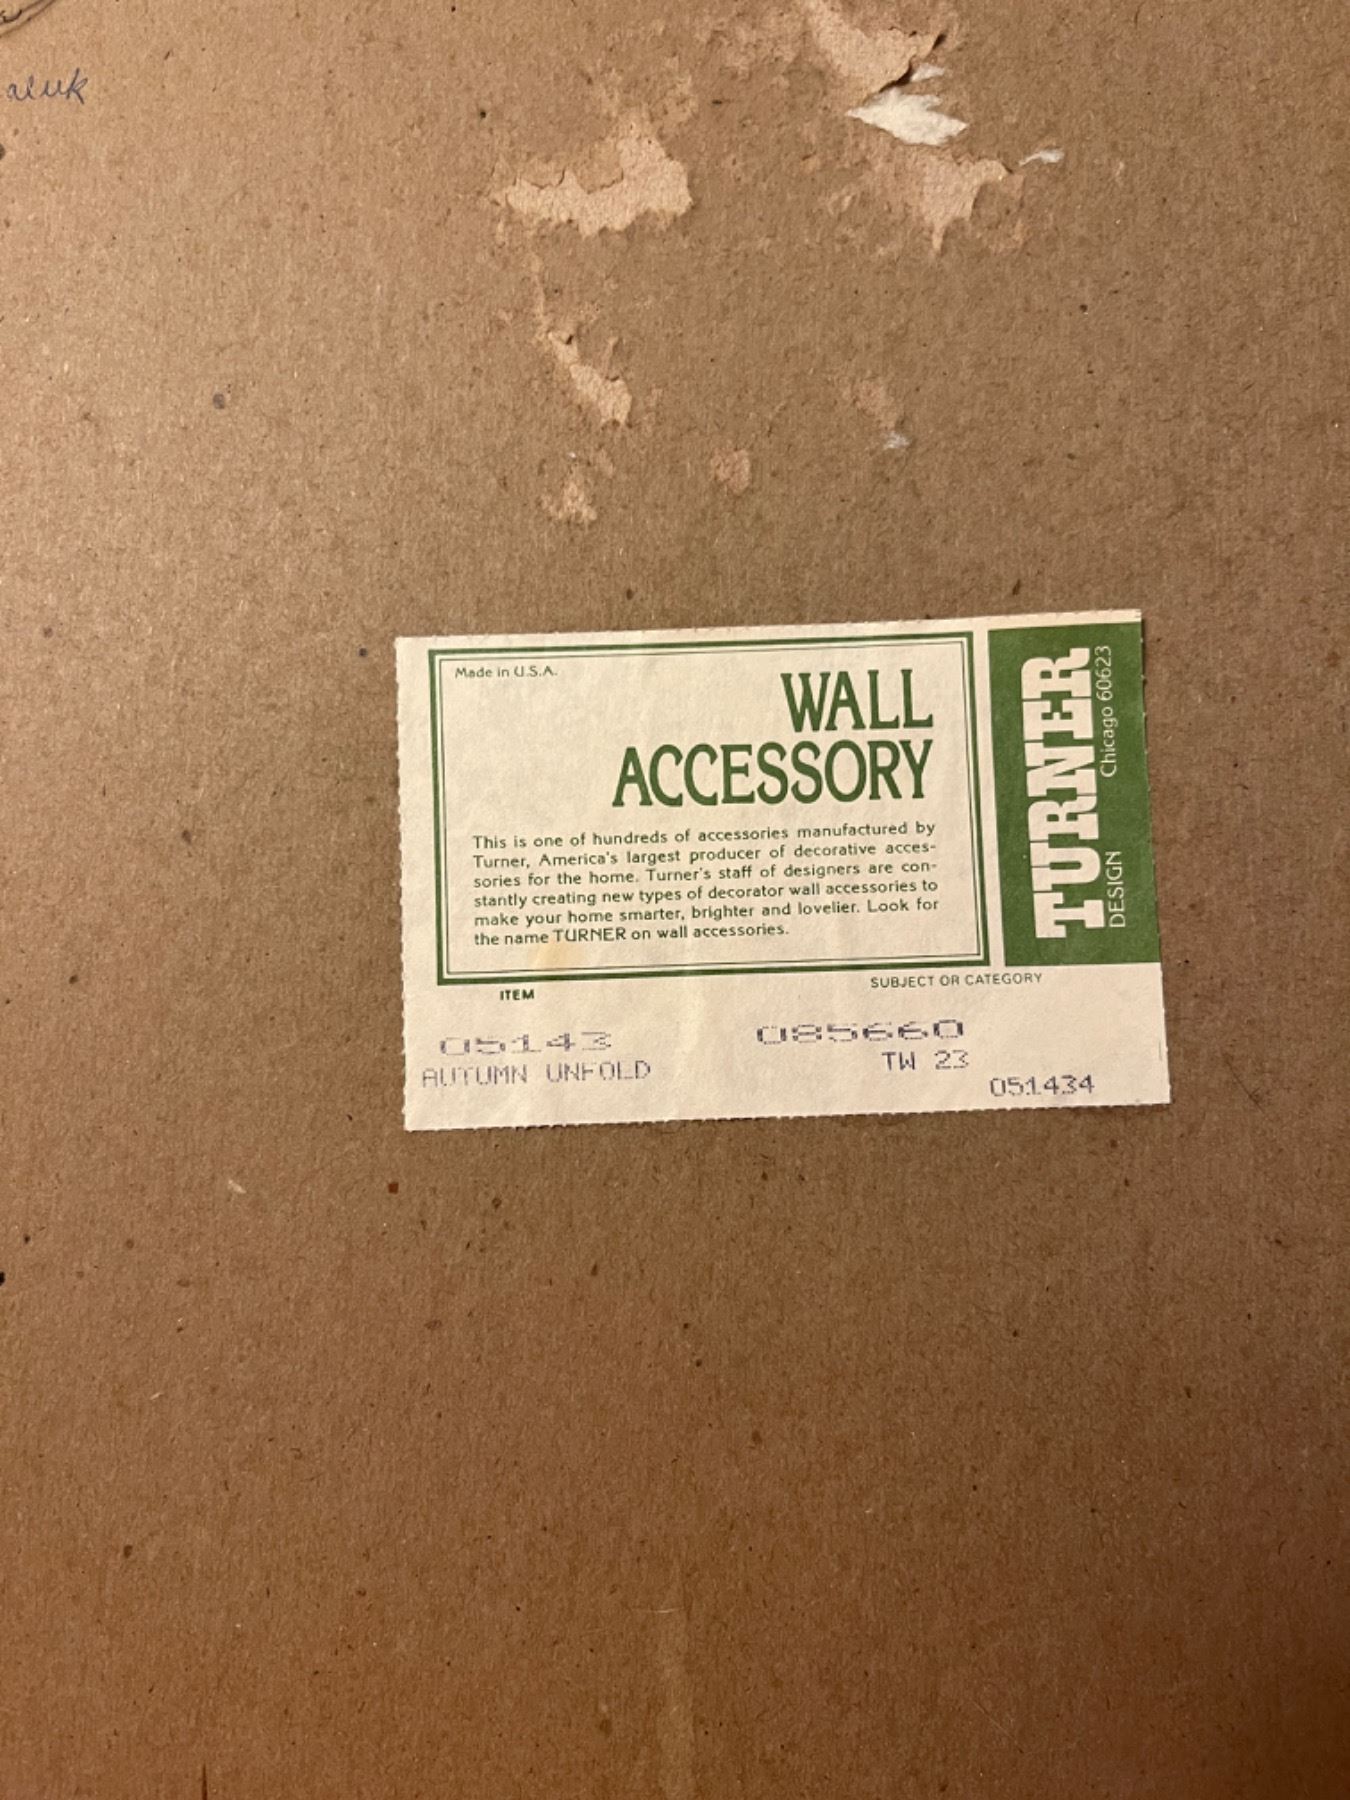 Made in U.S.A.
WALL
ACCESSORY
This is one of hundreds of accessories manufactured by
Turner, America's largest producer of decorative acces-
sories for the home. Turner's staff of designers are con-
stantly creating new types of decorator wall accessories to
make your home smarter, brighter and lovelier. Look for
the name TURNER on wall accessories.
TURNER
DESIGN Chicago 60623
ITEM
SUBJECT OR CATEGORY
05143
085660
AUTUMN UNFOLD
TW 23
051434